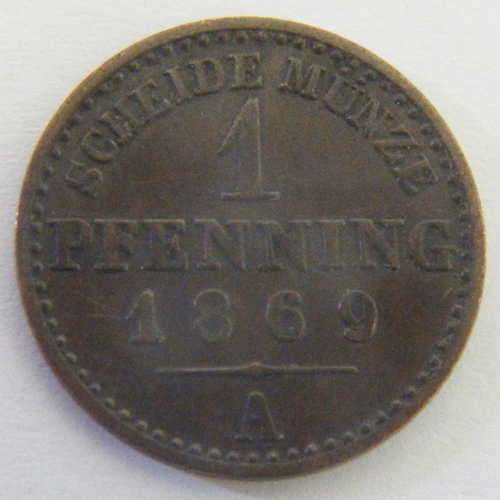 SCHEIDE MÜNZE
1
PFENNING
1869
A